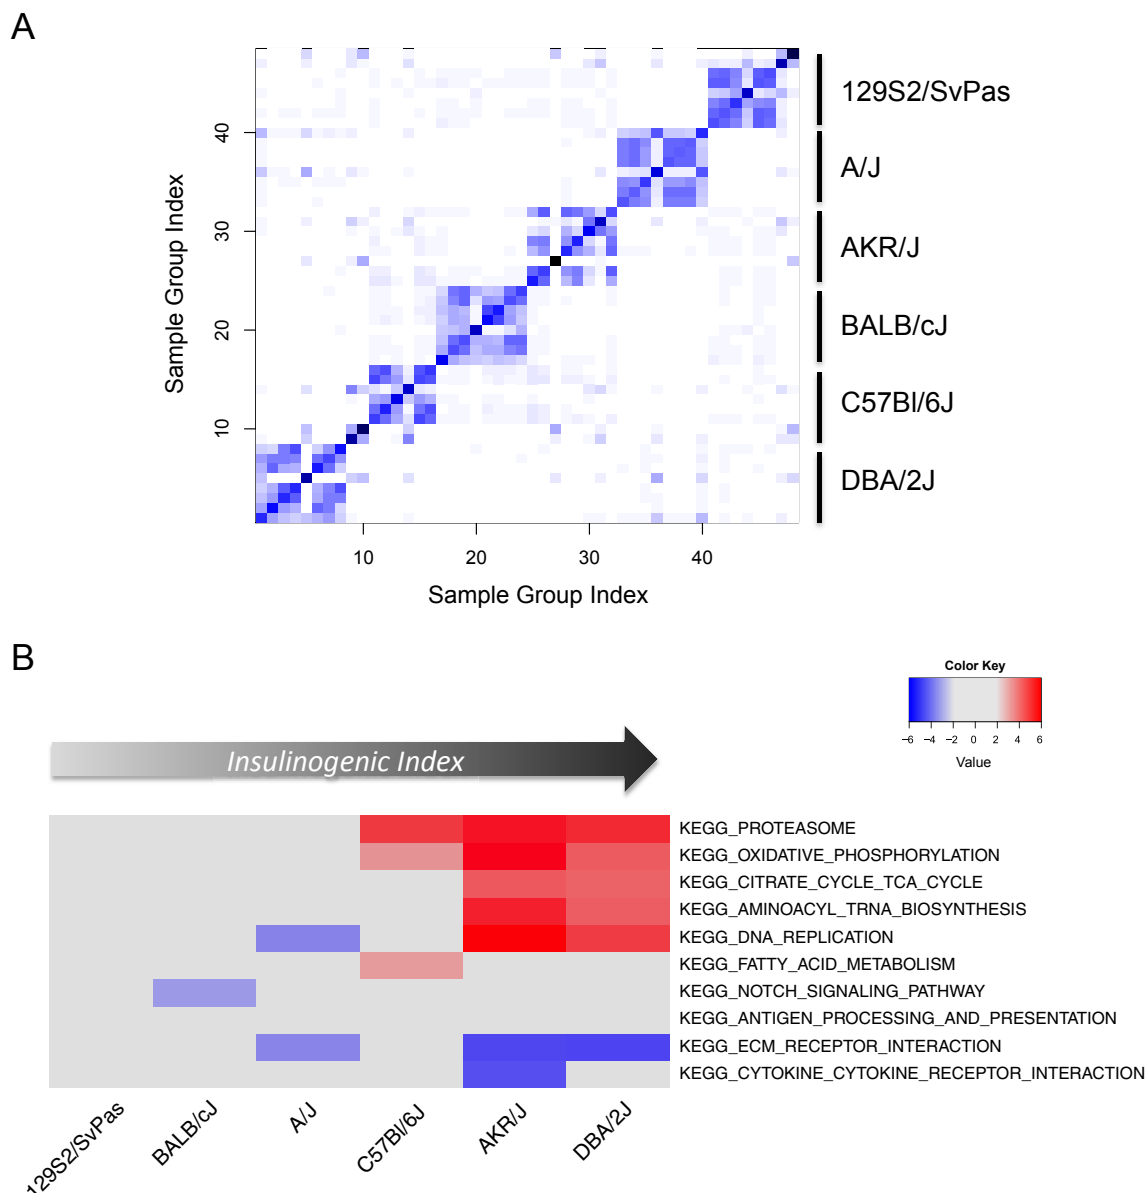 A
Sample Group Index
40
30
20
10
10
20
30
40
Sample Group Index
129S2/SvPas
A/J
AKR/J
BALB/cJ
C57Bl/6J
DBA/2J
B
Color Key
−6 −4 −2 0 2 4 6
Value
Insulinogenic Index
KEGG_PROTEASOME
KEGG_OXIDATIVE_PHOSPHORYLATION
KEGG_CITRATE_CYCLE_TCA_CYCLE
KEGG_AMINOACYL_TRNA_BIOSYNTHESIS
KEGG_DNA_REPLICATION
KEGG_FATTY_ACID_METABOLISM
KEGG_NOTCH_SIGNALING_PATHWAY
KEGG_ANTIGEN_PROCESSING_AND_PRESENTATION
KEGG_ECM_RECEPTOR_INTERACTION
KEGG_CYTOKINE_CYTOKINE_RECEPTOR_INTERACTION
129S2/SvPas
BALB/cJ
A/J
C57Bl/6J
AKR/J
DBA/2J